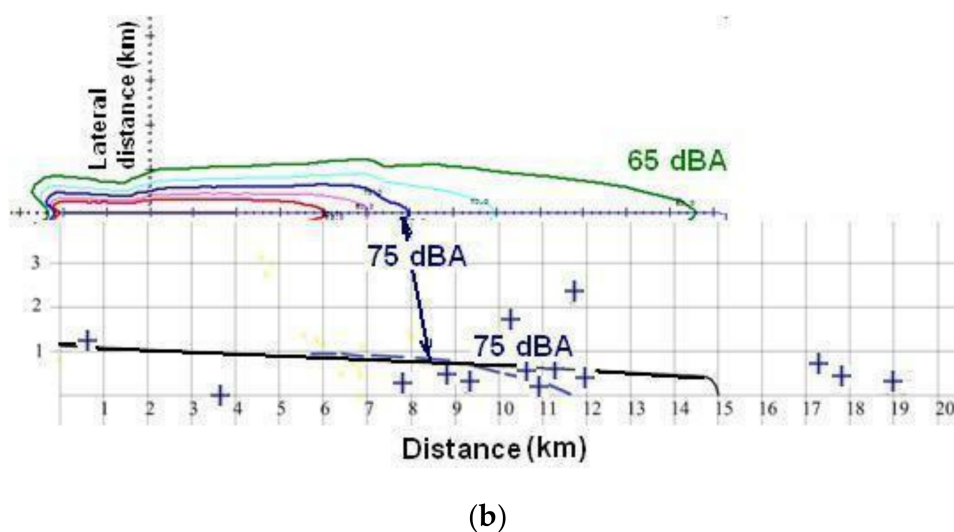 Lateral
distance (km)
65 dBA
75 dBA
3
2
75 dBA
1
1 2 3 4 5 6 7 8 9 10 11 12 13 14 15 16 17 18 19 20
Distance (km)
(b)